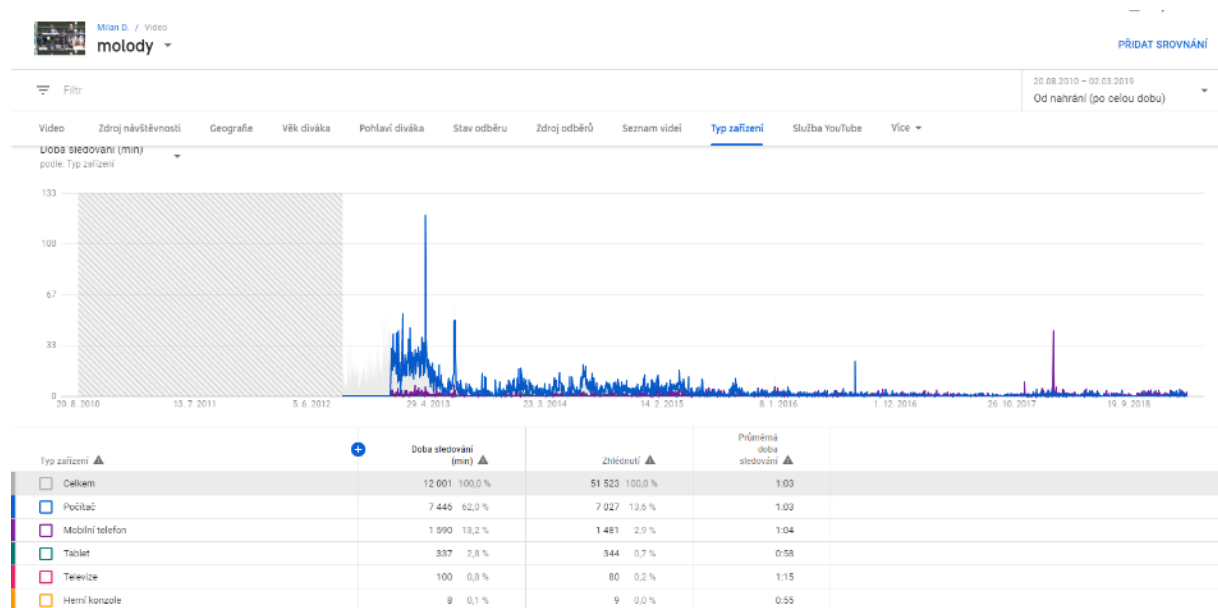 Milan D. / Video
molody
PŘIDAT SROVNÁNÍ
Filtr
20.08.2010 – 02.03.2019
Od nahrání (po celou dobu)
Video Zdroj návštěvnosti Geografie Věk diváka Pohlaví diváka Stav odběru Zdroj odběrů Seznam videí Typ zařízení Služba YouTube Více
Doba sledování (min)
podle: Typ zařízení
133
100
67
33
0
20. 8. 2010 13. 7. 2011 5. 6. 2012 29. 4. 2013 23. 3. 2014 14. 2. 2015 8. 1. 2016 1. 12. 2016 26. 10. 2017 19. 9. 2018
Typ zařízení Doba sledování (min) Zhlédnutí Průměrná doba sledování
Celkem 12 001 100,0 % 51 523 100,0 % 1:03
Počítač 7 446 62,0 % 7 027 13,6 % 1:03
Mobilní telefon 1 590 13,2 % 1 481 2,9 % 1:04
Tablet 337 2,8 % 344 0,7 % 0:58
Televize 100 0,8 % 80 0,2 % 1:15
Herní konzole 8 0,1 % 9 0,0 % 0:55